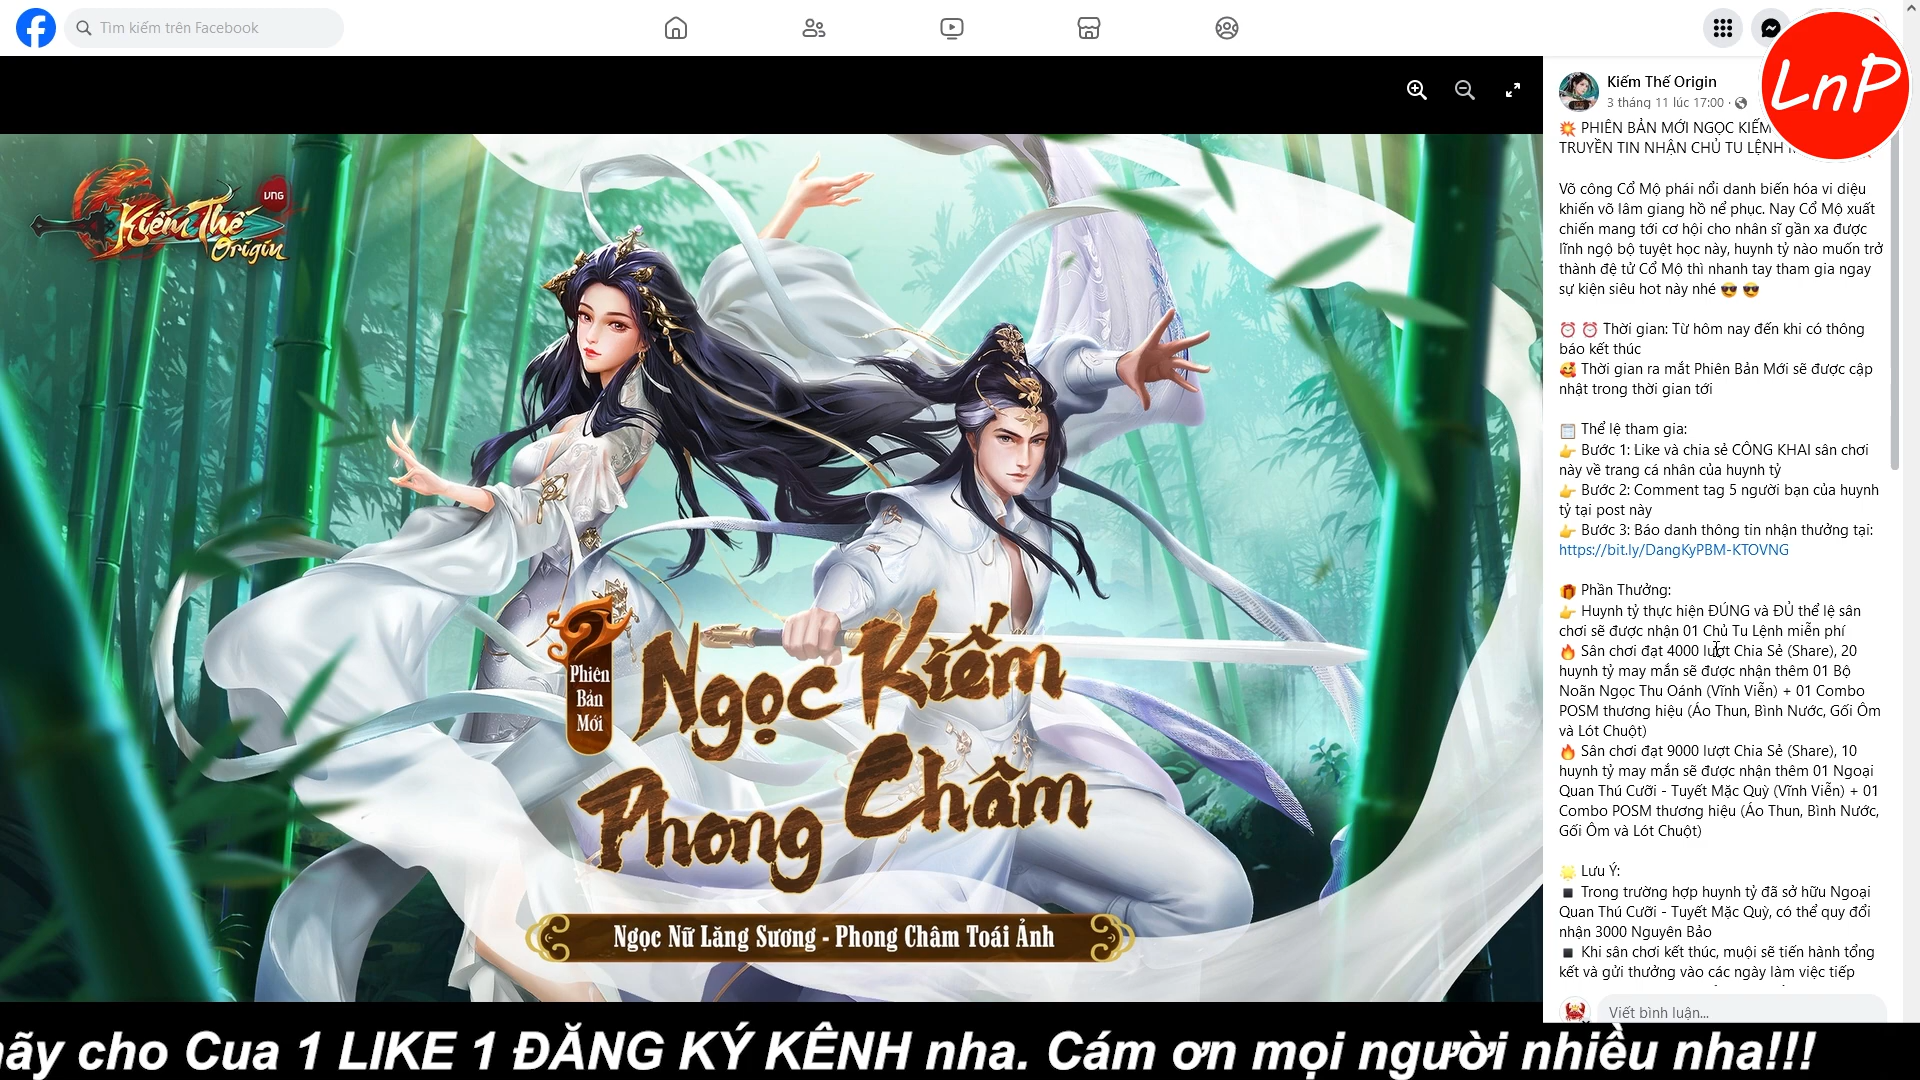 Tìm kiếm trên Facebook
LnP
Kiếm Thế
Origin
VNG
2
Phiên
Bản
Mới
Ngọc Kiếm
Phong Châm
Ngọc Nữ Lăng Sương - Phong Châm Toái Ảnh
Kiếm Thế Origin
3 tháng 11 lúc 17:00 ·
💥 PHIÊN BẢN MỚI NGỌC KIẾM
TRUYỀN TIN NHẬN CHỦ TU LỆNH
Võ công Cổ Mộ phái nổi danh biến hóa vi diệu
khiến võ lâm giang hồ nể phục. Nay Cổ Mộ xuất
chiến mang tới cơ hội cho nhân sĩ gần xa được
lĩnh ngộ bộ tuyệt học này, huynh tỷ nào muốn trở
thành đệ tử Cổ Mộ thì nhanh tay tham gia ngay
sự kiện siêu hot này nhé 😎 😎
⏰ ⏰ Thời gian: Từ hôm nay đến khi có thông
báo kết thúc
🥰 Thời gian ra mắt Phiên Bản Mới sẽ được cập
nhật trong thời gian tới
📋 Thể lệ tham gia:
👉 Bước 1: Like và chia sẻ CÔNG KHAI sân chơi
này về trang cá nhân của huynh tỷ
👉 Bước 2: Comment tag 5 người bạn của huynh
tỷ tại post này
👉 Bước 3: Báo danh thông tin nhận thưởng tại:
https://bit.ly/DangKyPBM-KTOVNG
🎁 Phần Thưởng:
👉 Huynh tỷ thực hiện ĐÚNG và ĐỦ thể lệ sân
chơi sẽ được nhận 01 Chủ Tu Lệnh miễn phí
🔥 Sân chơi đạt 4000 lượt Chia Sẻ (Share), 20
huynh tỷ may mắn sẽ được nhận thêm 01 Bộ
Noãn Ngọc Thu Oánh (Vĩnh Viễn) + 01 Combo
POSM thương hiệu (Áo Thun, Bình Nước, Gối Ôm
và Lót Chuột)
🔥 Sân chơi đạt 9000 lượt Chia Sẻ (Share), 10
huynh tỷ may mắn sẽ được nhận thêm 01 Ngoại
Quan Thú Cưỡi - Tuyết Mặc Quỳ (Vĩnh Viễn) + 01
Combo POSM thương hiệu (Áo Thun, Bình Nước,
Gối Ôm và Lót Chuột)
🌟 Lưu Ý:
◾ Trong trường hợp huynh tỷ đã sở hữu Ngoại
Quan Thú Cưỡi - Tuyết Mặc Quỳ, có thể quy đổi
nhận 3000 Nguyên Bảo
◾ Khi sân chơi kết thúc, muội sẽ tiến hành tổng
kết và gửi thưởng vào các ngày làm việc tiếp
Viết bình luận...
hãy cho Cua 1 LIKE 1 ĐĂNG KÝ KÊNH nha. Cám ơn mọi người nhiều nha!!!